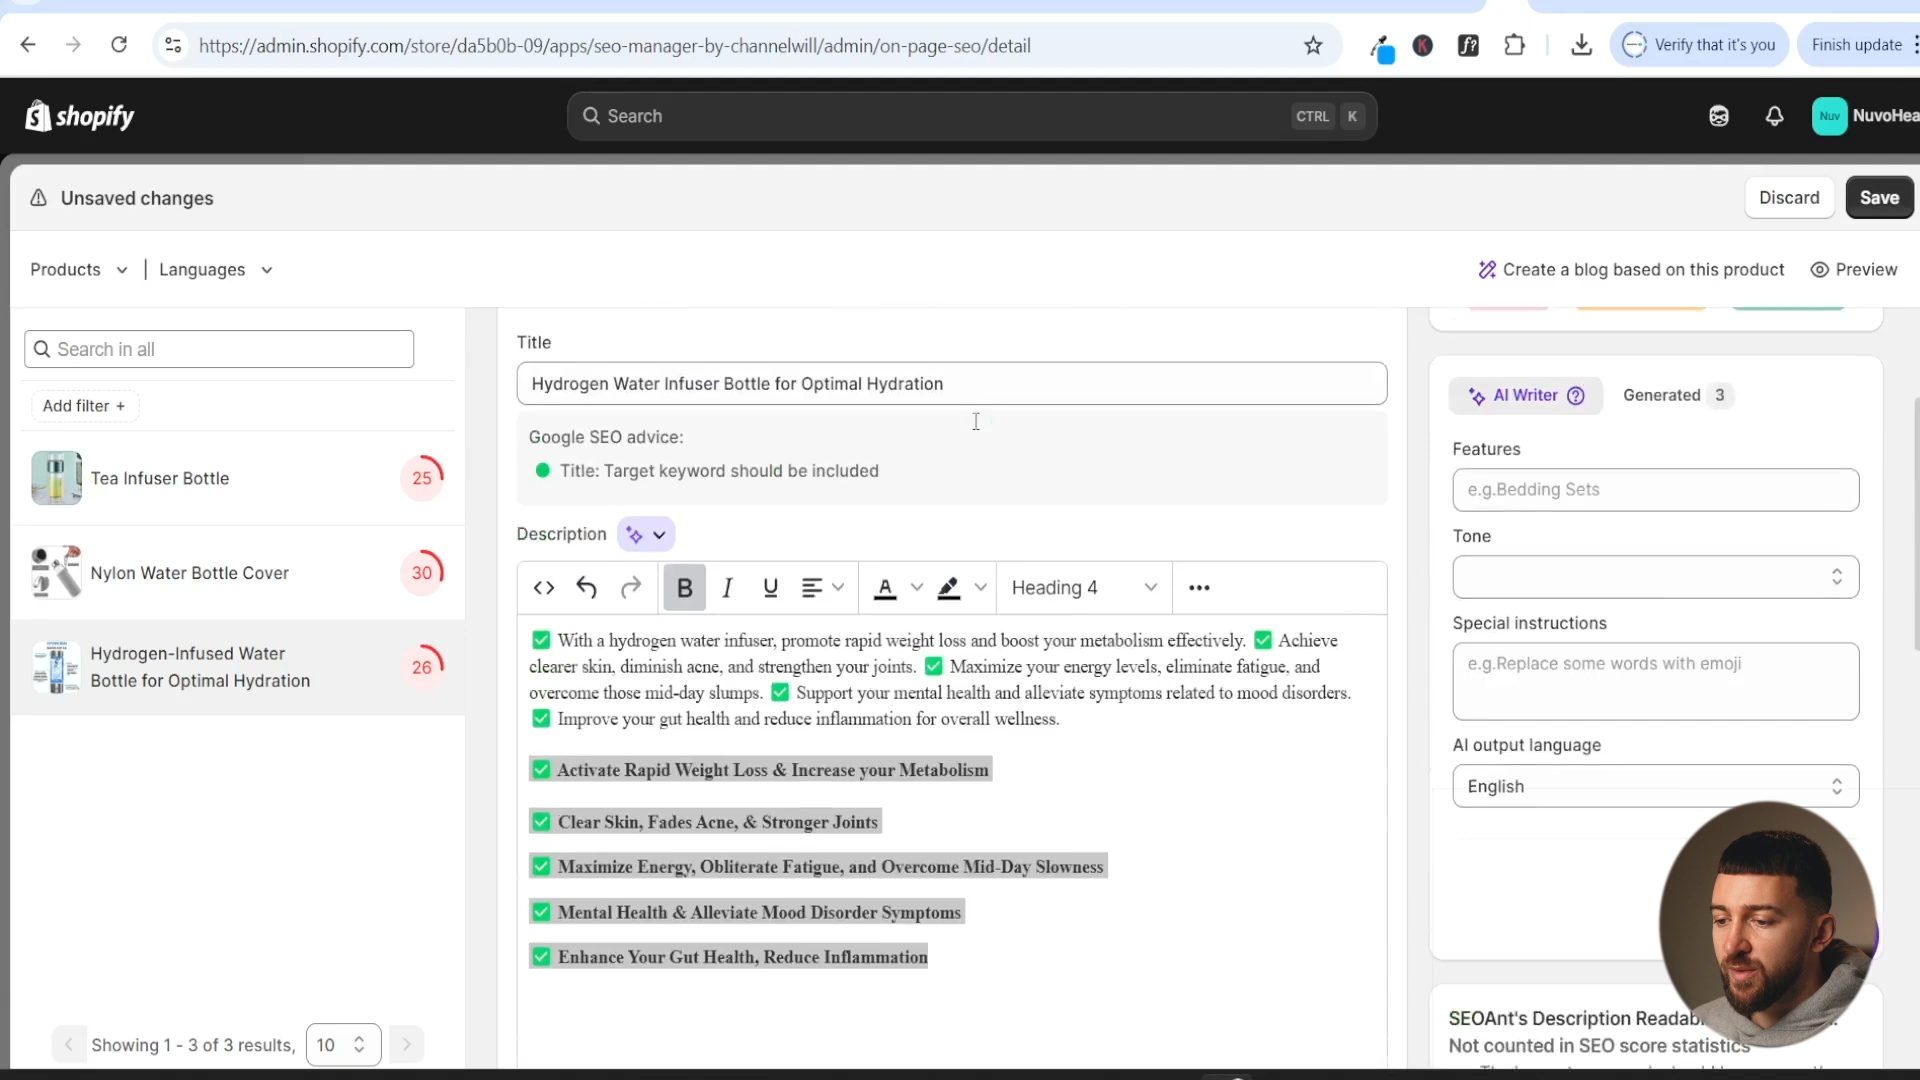 https://admin.shopify.com/store/da5b0b-09/apps/seo-manager-by-channelwill/admin/on-page-seo/detail
Verify that it's you
Finish update
shopify
Search
CTRL K
Nuv
NuvoHea
Unsaved changes
Discard
Save
Products
Languages
Create a blog based on this product
Preview
Search in all
Add filter +
Tea Infuser Bottle
25
Nylon Water Bottle Cover
30
Hydrogen-Infused Water
Bottle for Optimal Hydration
26
Showing 1 - 3 of 3 results,
10
Title
Hydrogen Water Infuser Bottle for Optimal Hydration
Google SEO advice:
Title: Target keyword should be included
Description
B I U A Heading 4
✅ With a hydrogen water infuser, promote rapid weight loss and boost your metabolism effectively. ✅ Achieve
clearer skin, diminish acne, and strengthen your joints. ✅ Maximize your energy levels, eliminate fatigue, and
overcome those mid-day slumps. ✅ Support your mental health and alleviate symptoms related to mood disorders.
✅ Improve your gut health and reduce inflammation for overall wellness.
✅ Activate Rapid Weight Loss & Increase your Metabolism
✅ Clear Skin, Fades Acne, & Stronger Joints
✅ Maximize Energy, Obliterate Fatigue, and Overcome Mid-Day Slowness
✅ Mental Health & Alleviate Mood Disorder Symptoms
✅ Enhance Your Gut Health, Reduce Inflammation
AI Writer
Generated 3
Features
e.g.Bedding Sets
Tone
Special instructions
e.g.Replace some words with emoji
AI output language
English
SEOAnt's Description Readab
Not counted in SEO score statistics